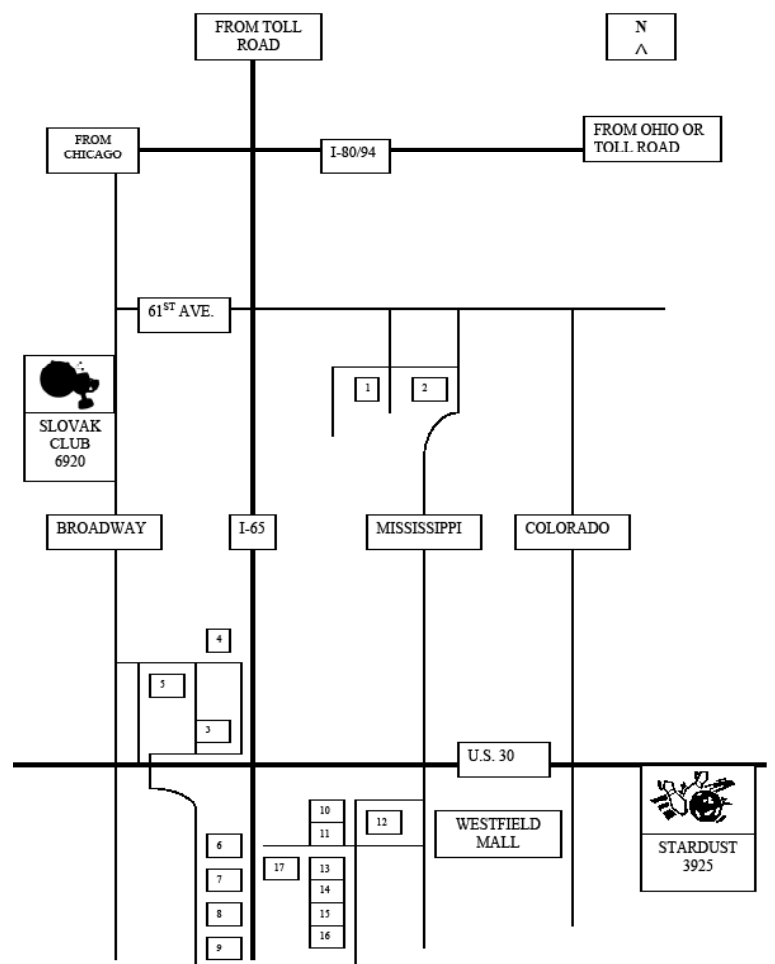 FROM TOLL
ROAD
N
^
FROM
CHICAGO
I-80/94
FROM OHIO OR
TOLL ROAD
61ST AVE.
1
2
SLOVAK
CLUB
6920
BROADWAY
I-65
MISSISSIPPI
COLORADO
4
5
3
U.S. 30
10
11
12
WESTFIELD
MALL
STARDUST
3925
6
17
13
7
14
8
15
16
9